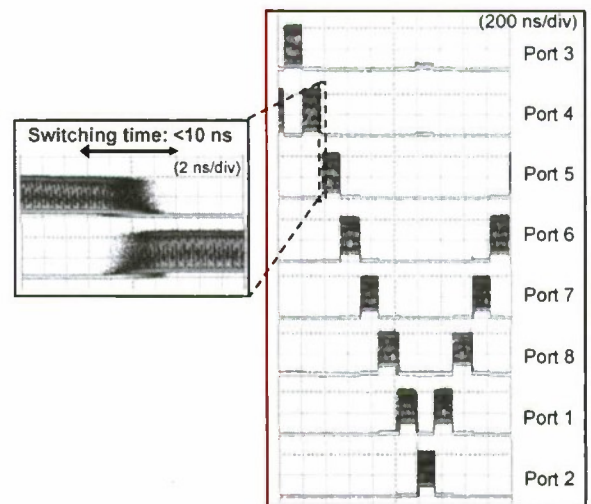 (200 ns/div)
Port 3
Port 4
Switching time: <10 ns
(2 ns/div)
Port 5
Port 6
Port 7
Port 8
Port 1
Port 2